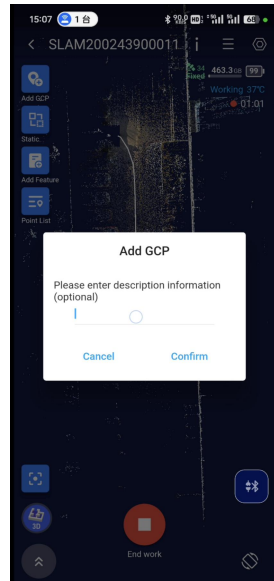 15:07 1 台 60
SLAM200243900011
34 463.3GB 99
Fixed
Working 37°C
01:01
Add GCP
Static...
Add Feature
Point List
Add GCP
Please enter description information
(optional)
Cancel Confirm
3D
End work